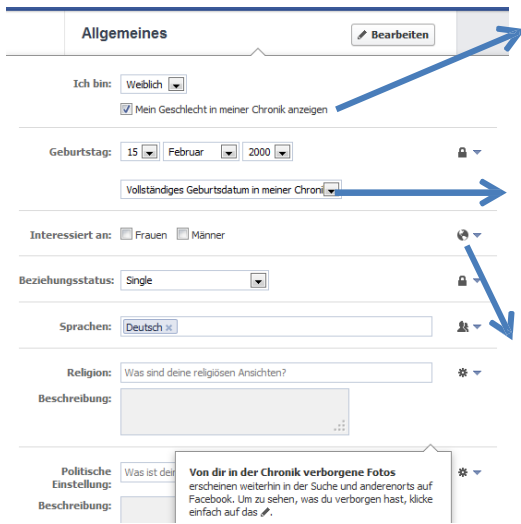 Allgemeines
Bearbeiten
Ich bin: Weiblich
Mein Geschlecht in meiner Chronik anzeigen
Geburtstag: 15 Februar 2000
Vollständiges Geburtsdatum in meiner Chroni
Interessiert an: Frauen Männer
Beziehungsstatus: Single
Sprachen: Deutsch ×
Religion: Was sind deine religiösen Ansichten?
Beschreibung:
Politische Einstellung: Was ist dein
Beschreibung:
Von dir in der Chronik verborgene Fotos
erscheinen weiterhin in der Suche und anderenorts auf
Facebook. Um zu sehen, was du verborgen hast, klicke
einfach auf das .